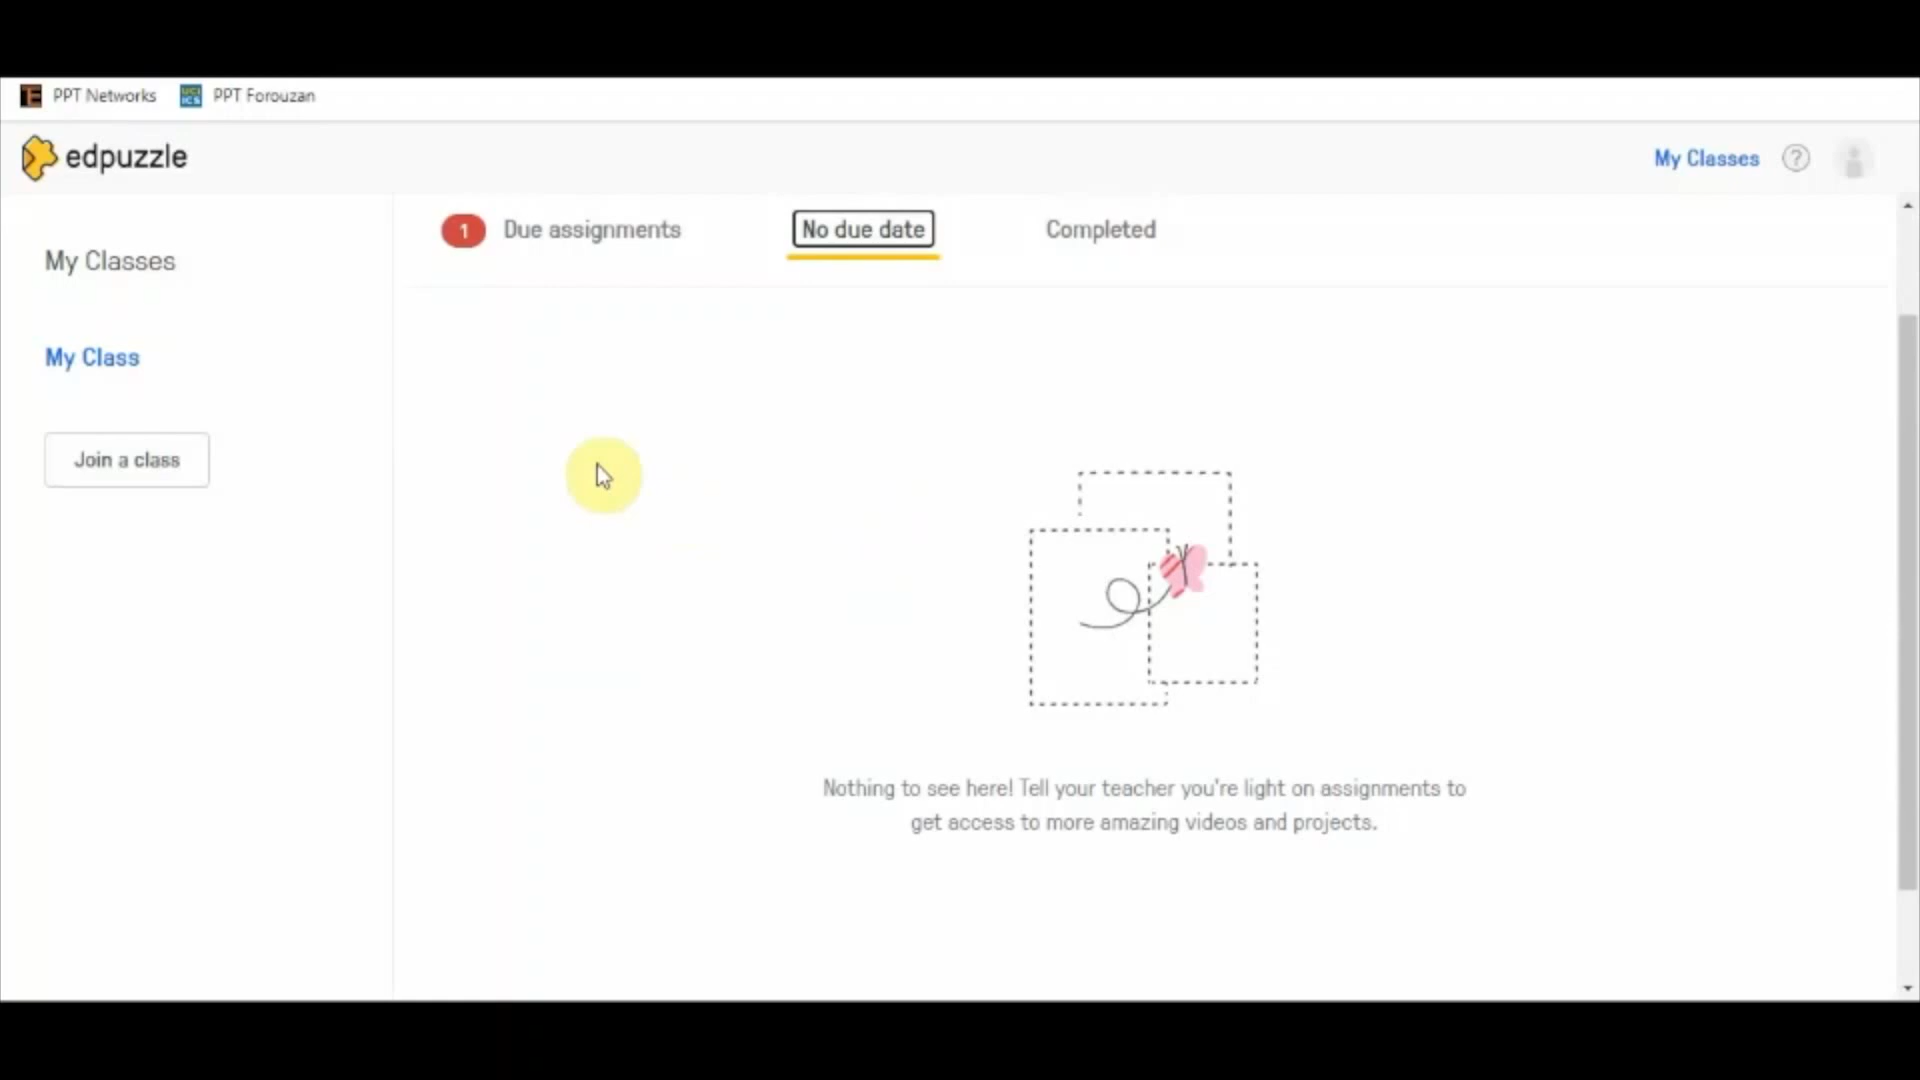 PPT Networks PPT Forouzan
edpuzzle
My Classes ?
1 Due assignments No due date Completed
My Classes
My Class
Join a class
Nothing to see here! Tell your teacher you're light on assignments to
get access to more amazing videos and projects.